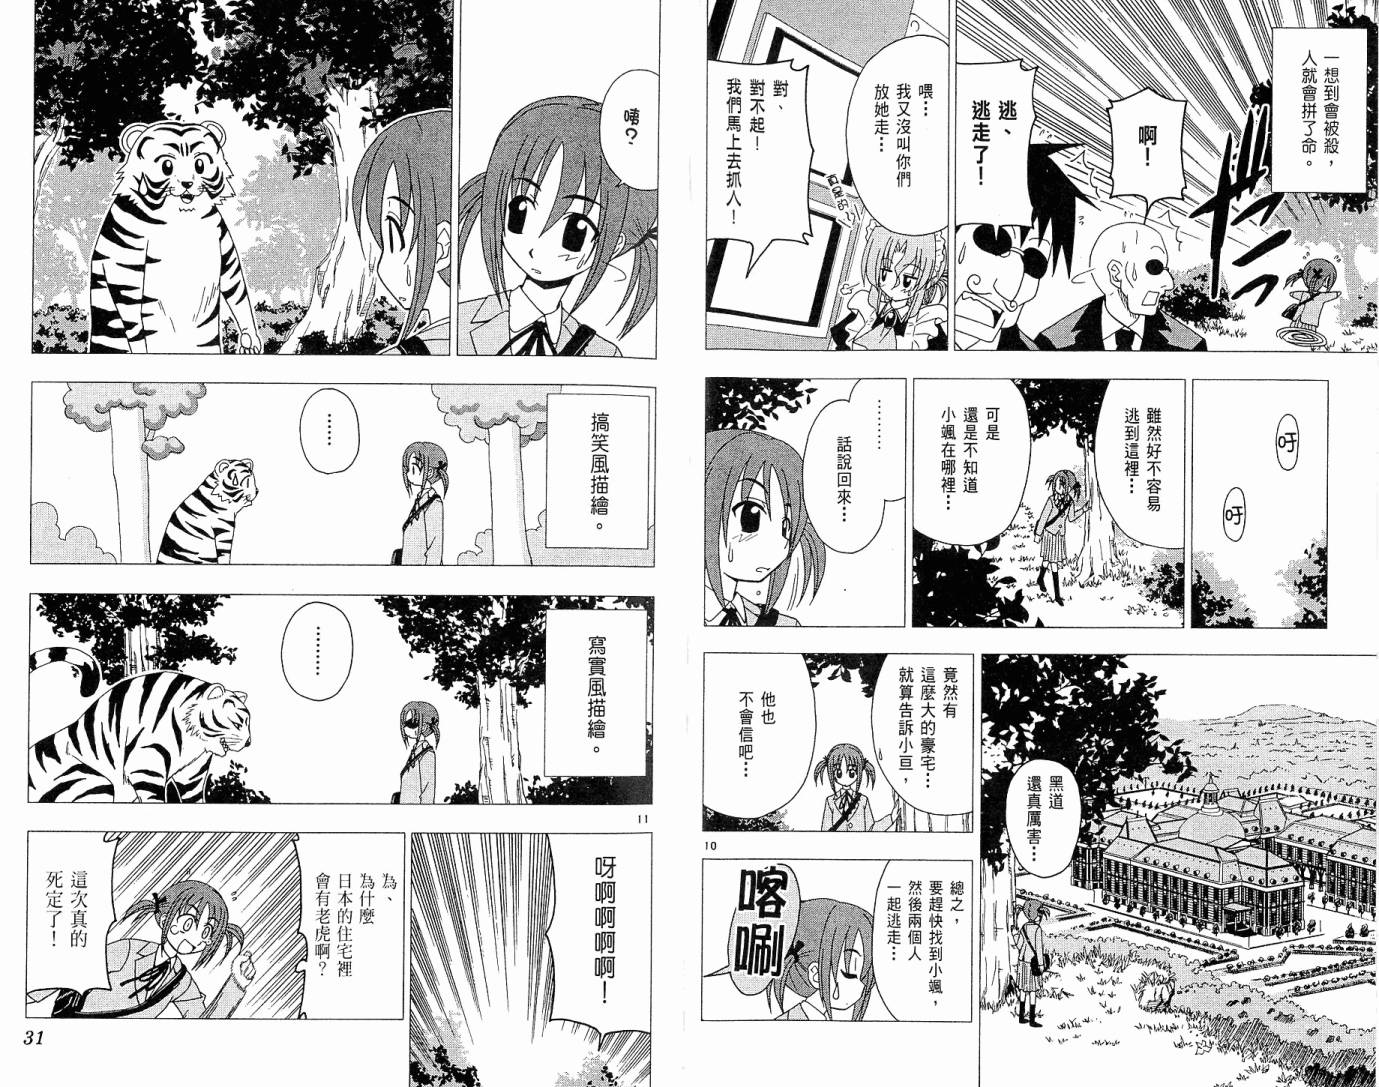 一想到會被殺，
人就會拼了命。
啊！
逃、
逃走了！
喂…
我又沒叫你們
放她走…
對、
對不起！
我們馬上去抓人！
吁
吁
雖然好不容易
逃到這裡…
可是
還是不知道
小颯在哪裡…
………
話說回來…
黑道
還真厲害…
竟然有
這麼大的豪宅…
就算告訴小亘，
他也
不會信吧…
總之，
要趕快找到小颯，
然後兩個人
一起逃走…
喀唰
10
咦？
搞笑風描繪。
……
寫實風描繪。
………
11
呀啊啊啊啊！
為、
為什麼
日本的住宅裡
會有老虎啊？
這次真的
死定了！
31